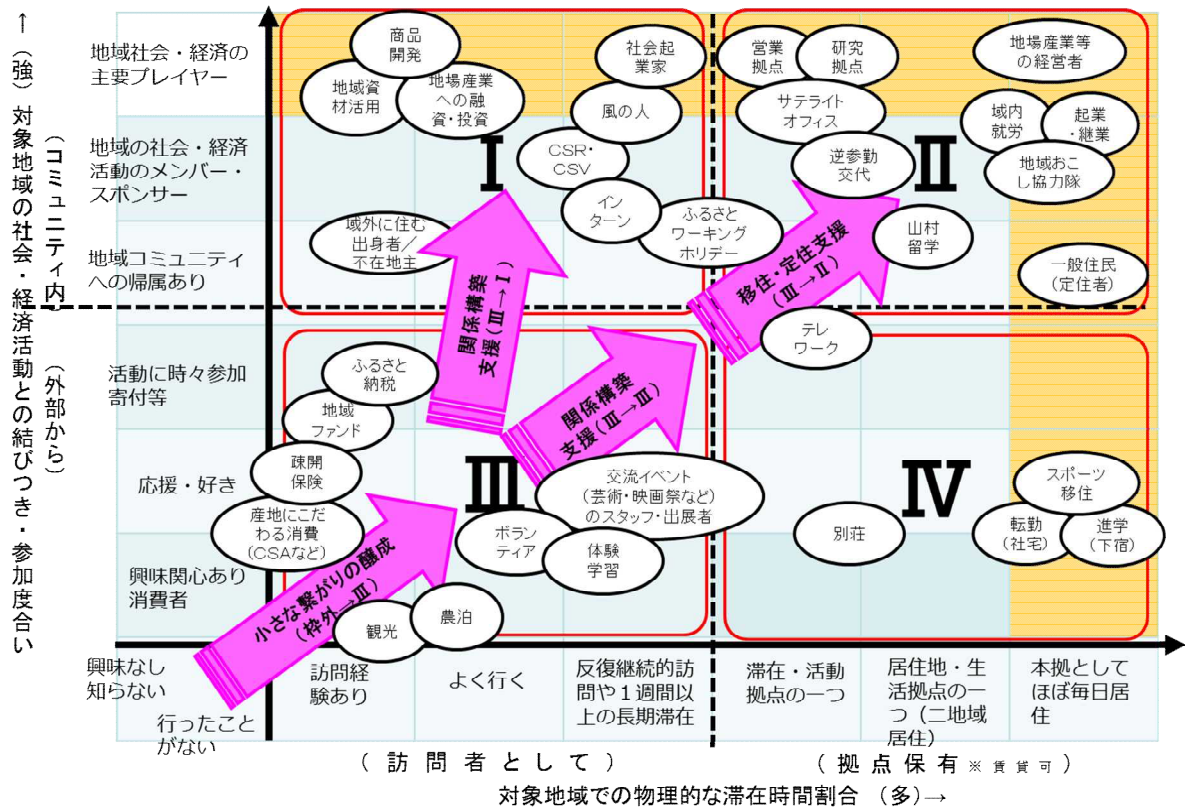 ← （強） 対象地域の社会・経済活動との結びつき・参加度合い
（コミュニティ内）
（外部から）
地域社会・経済の
主要プレイヤー
地域の社会・経済
活動のメンバー・
スポンサー
地域コミュニティ
への帰属あり
活動に時々参加
寄付等
応援・好き
興味関心あり
消費者
興味なし
知らない
商品
開発
地域資
材活用
地場産業
への融
資・投資
社会起
業家
風の人
CSR・
CSV
イン
ターン
ふるさと
ワーキング
ホリデー
域外に住む
出身者／
不在地主
Ⅰ
関係構築
支援(Ⅲ→Ⅰ)
営業
拠点
研究
拠点
サテライト
オフィス
逆参勤
交代
地場産業等
の経営者
域内
就労
起業
・継業
地域おこ
し協力隊
Ⅱ
山村
留学
一般住民
（定住者）
移住・定住支援
(Ⅲ→Ⅱ)
テレ
ワーク
ふるさと
納税
地域
ファンド
疎開
保険
産地にこだ
わる消費
(CSAなど)
Ⅲ
関係構築
支援(Ⅲ→Ⅲ)
交流イベント
(芸術・映画祭など)
のスタッフ・出展者
ボラン
ティア
体験
学習
小さな繋がりの醸成
(枠外→Ⅲ)
観光
農泊
Ⅳ
別荘
スポーツ
移住
転勤
(社宅)
進学
(下宿)
行ったこと
がない
訪問経
験あり
よく行く
反復継続的訪
問や１週間以
上の長期滞在
滞在・活動
拠点の一つ
居住地・生
活拠点の一
つ（二地域
居住）
本拠として
ほぼ毎日居
住
（訪問者として）
（拠点保有※賃貸可）
対象地域での物理的な滞在時間割合 （多）→